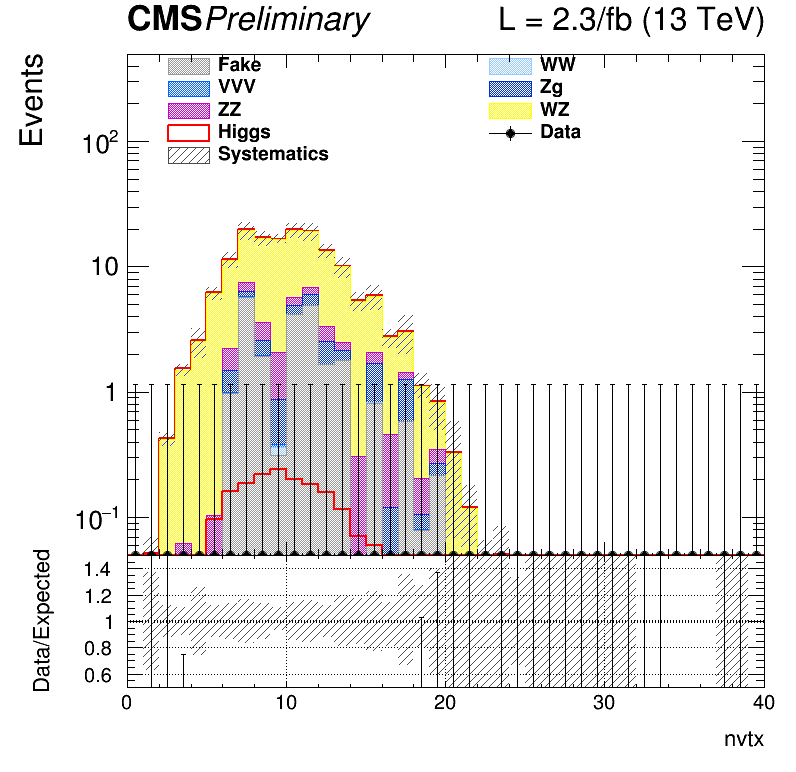 CMS Preliminary L = 2.3/fb (13 TeV)
Events
Fake WW
VVV Zg
ZZ WZ
Higgs Data
Systematics
10²
10
1
10⁻¹
Data/Expected
1.4
1.2
1
0.8
0.6
0 10 20 30 40
nvtx